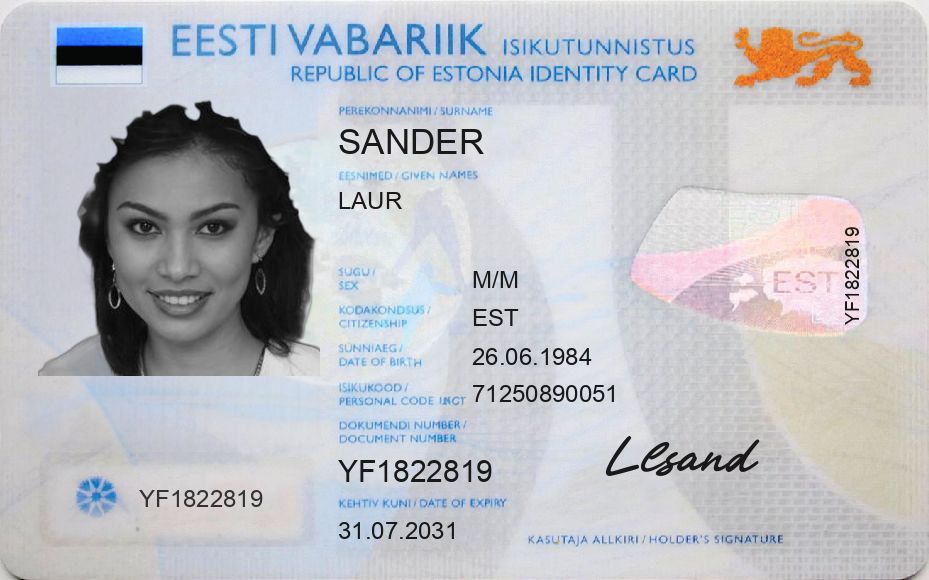 EESTI VABARIIK ISIKUTUNNISTUS
REPUBLIC OF ESTONIA IDENTITY CARD
PEREKONNANIMI / SURNAME
SANDER
EESNIMED / GIVEN NAMES
LAUR
SUGU / SEX
M/M
KODAKONDSUS / CITIZENSHIP
EST
SÜNNIAEG / DATE OF BIRTH
26.06.1984
ISIKUKOOD / PERSONAL CODE
71250890051
DOKUMENDI NUMBER / DOCUMENT NUMBER
YF1822819
KEHTIV KUNI / DATE OF EXPIRY
31.07.2031
YF1822819
EST
YF1822819
Lesand
KASUTAJA ALLKIRI / HOLDER'S SIGNATURE